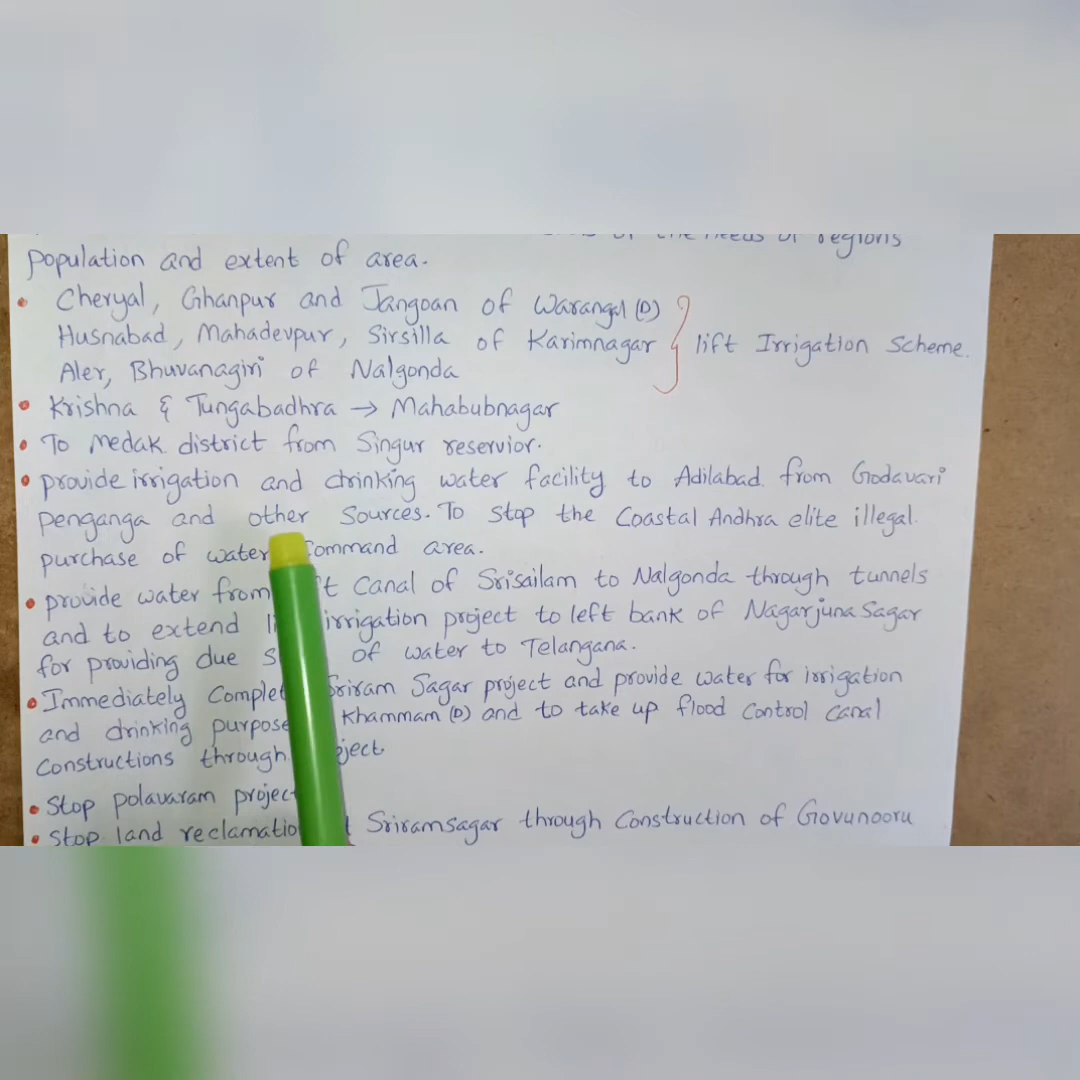 regions
population and extent of area.
• Cheryal, Ghanpur and Jangoan of Warangal (D)
Husnabad, Mahadevpur, Sirsilla of Karimnagar } lift Irrigation Scheme.
Aler, Bhuvanagiri of Nalgonda
• Krishna & Tungabadhra → Mahabubnagar
• To Medak district from Singur reservior.
• provide irrigation and drinking water facility to Adilabad from Godavari
penganga and other sources. To stop the Coastal Andhra elite illegal
purchase of water command area.
• provide water from Canal of Srisailam to Nalgonda through tunnels
and to extend irrigation project to left bank of Nagarjuna Sagar
for providing due of water to Telangana.
• Immediately Sriram Sagar project and provide water for irrigation
and drinking Khammam (D) and to take up flood control canal
constructions through
• Stop polavaram
• Stop land Sriramsagar through construction of Govunooru